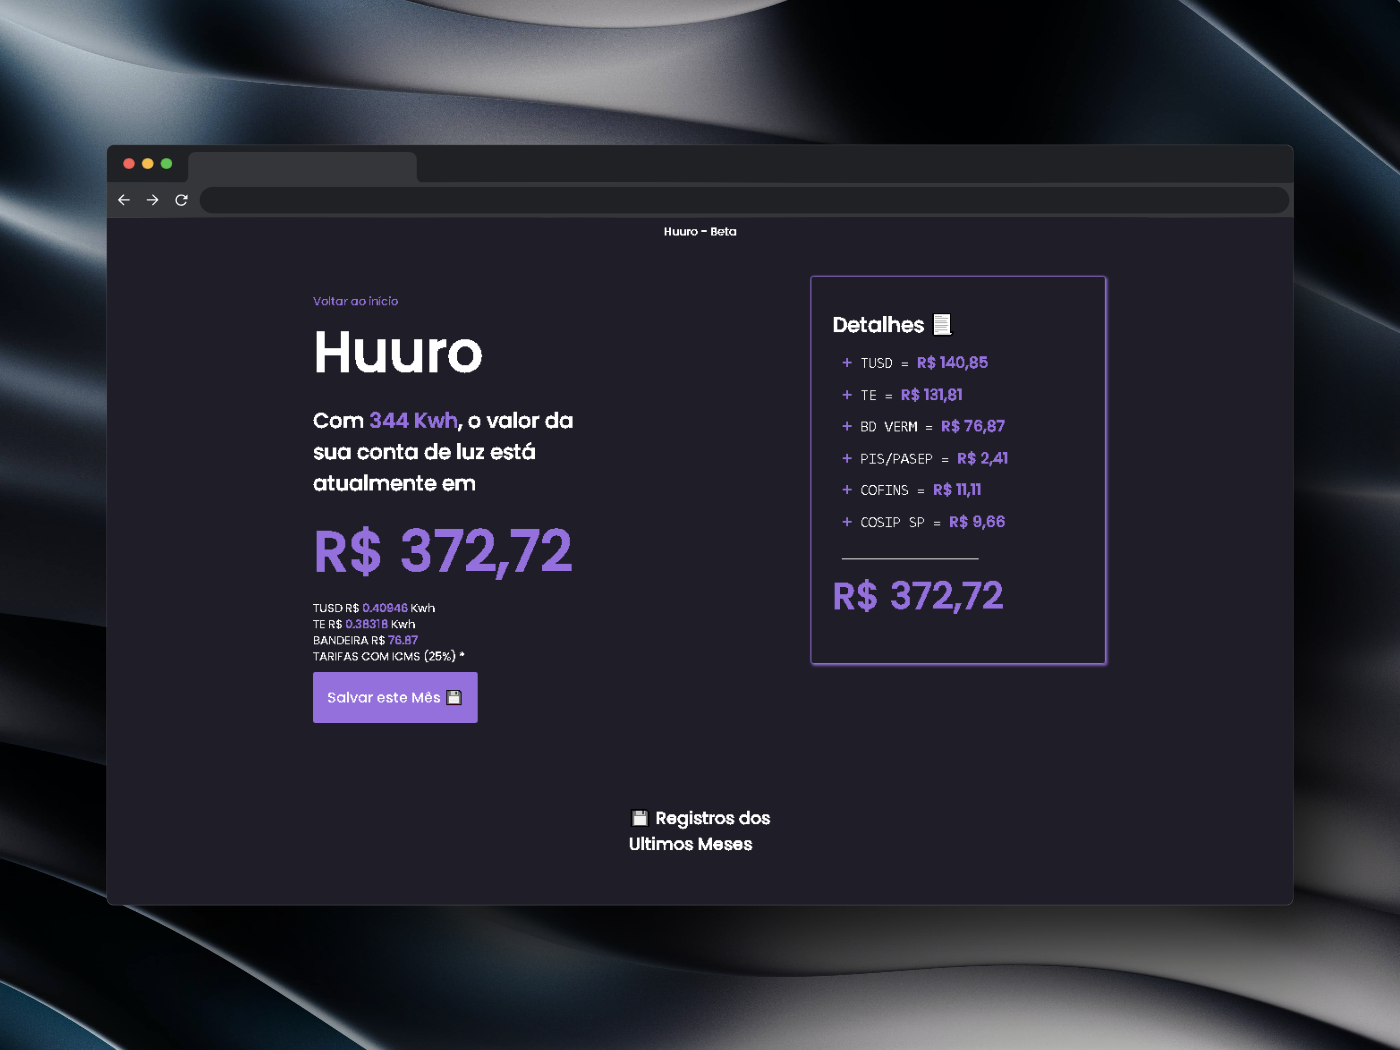 Huuro - Beta
Voltar ao início
Huuro
Com 344 Kwh, o valor da
sua conta de luz está
atualmente em
R$ 372,72
TUSD R$ 0.40946 Kwh
TE R$ 0.38318 Kwh
BANDEIRA R$ 76.87
TARIFAS COM ICMS (25%) *
Salvar este Mês
Detalhes
+ TUSD = R$ 140,85
+ TE = R$ 131,81
+ BD VERM = R$ 76,87
+ PIS/PASEP = R$ 2,41
+ COFINS = R$ 11,11
+ COSIP SP = R$ 9,66
R$ 372,72
Registros dos
Ultimos Meses